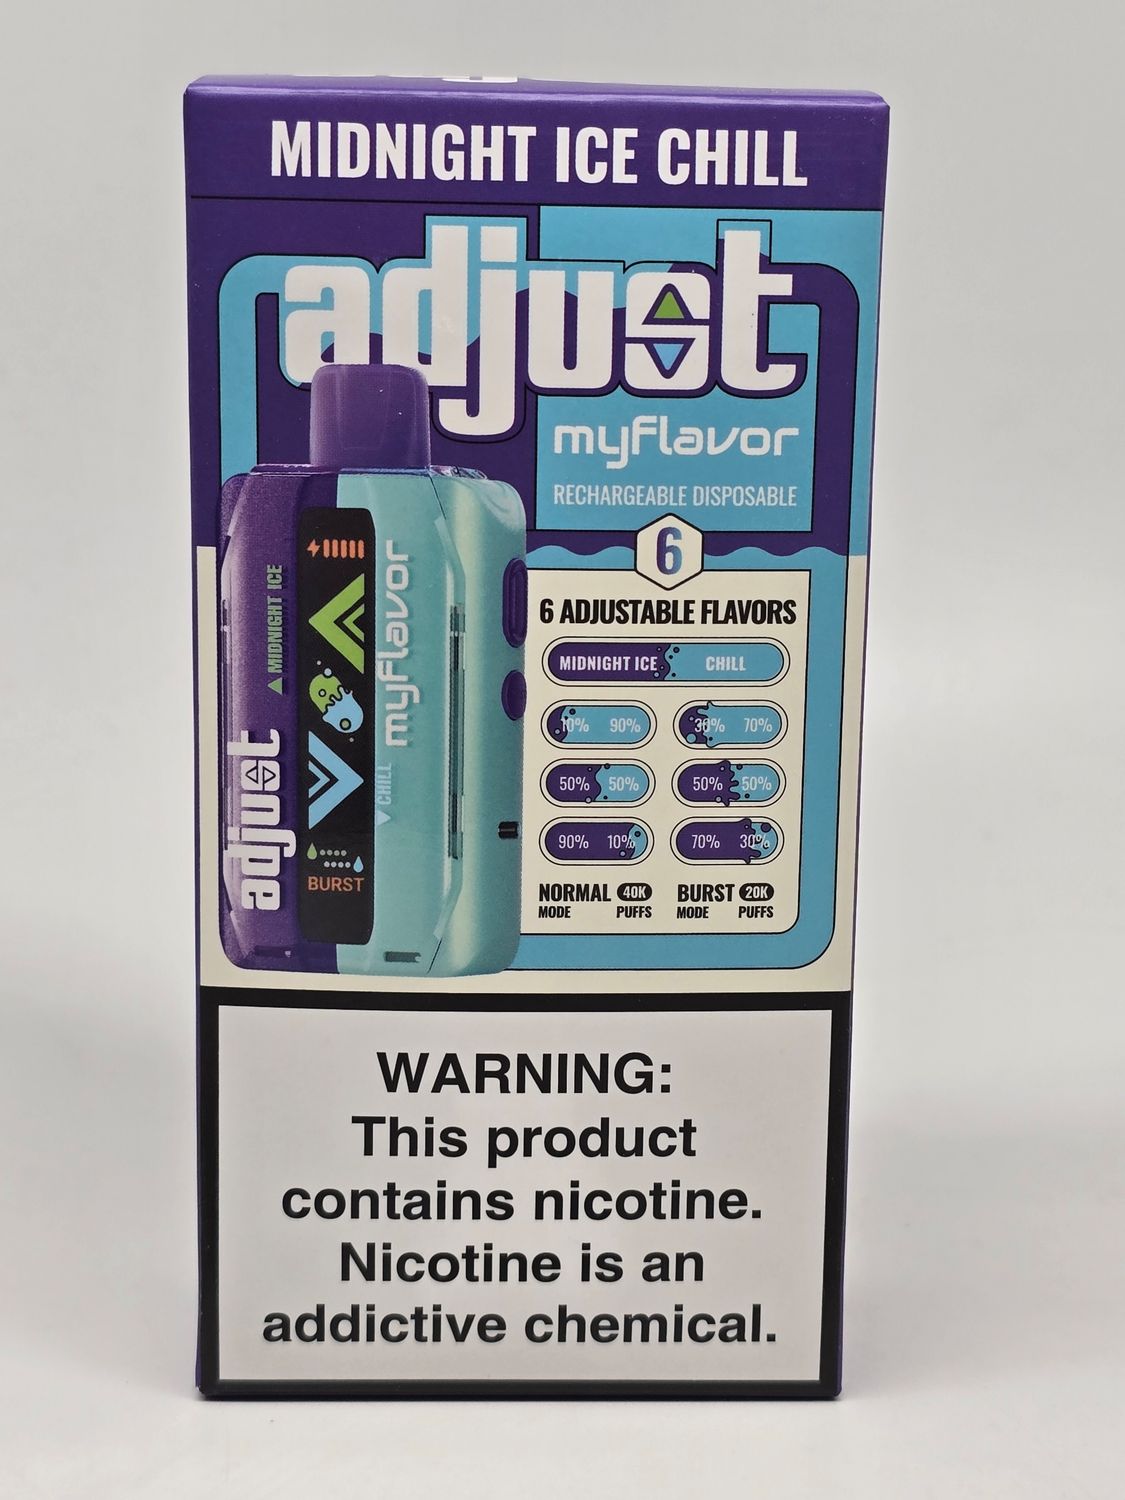 MIDNIGHT ICE CHILL
adjust
myflavor
RECHARGEABLE DISPOSABLE
6
6 ADJUSTABLE FLAVORS
MIDNIGHT ICE CHILL
10% 90% 30% 70%
50% 50% 50% 50%
90% 10% 70% 30%
NORMAL 40K BURST 20K
MODE PUFFS MODE PUFFS
▲ MIDNIGHT ICE
adjust
myflavor
▼ CHILL
BURST
WARNING:
This product
contains nicotine.
Nicotine is an
addictive chemical.